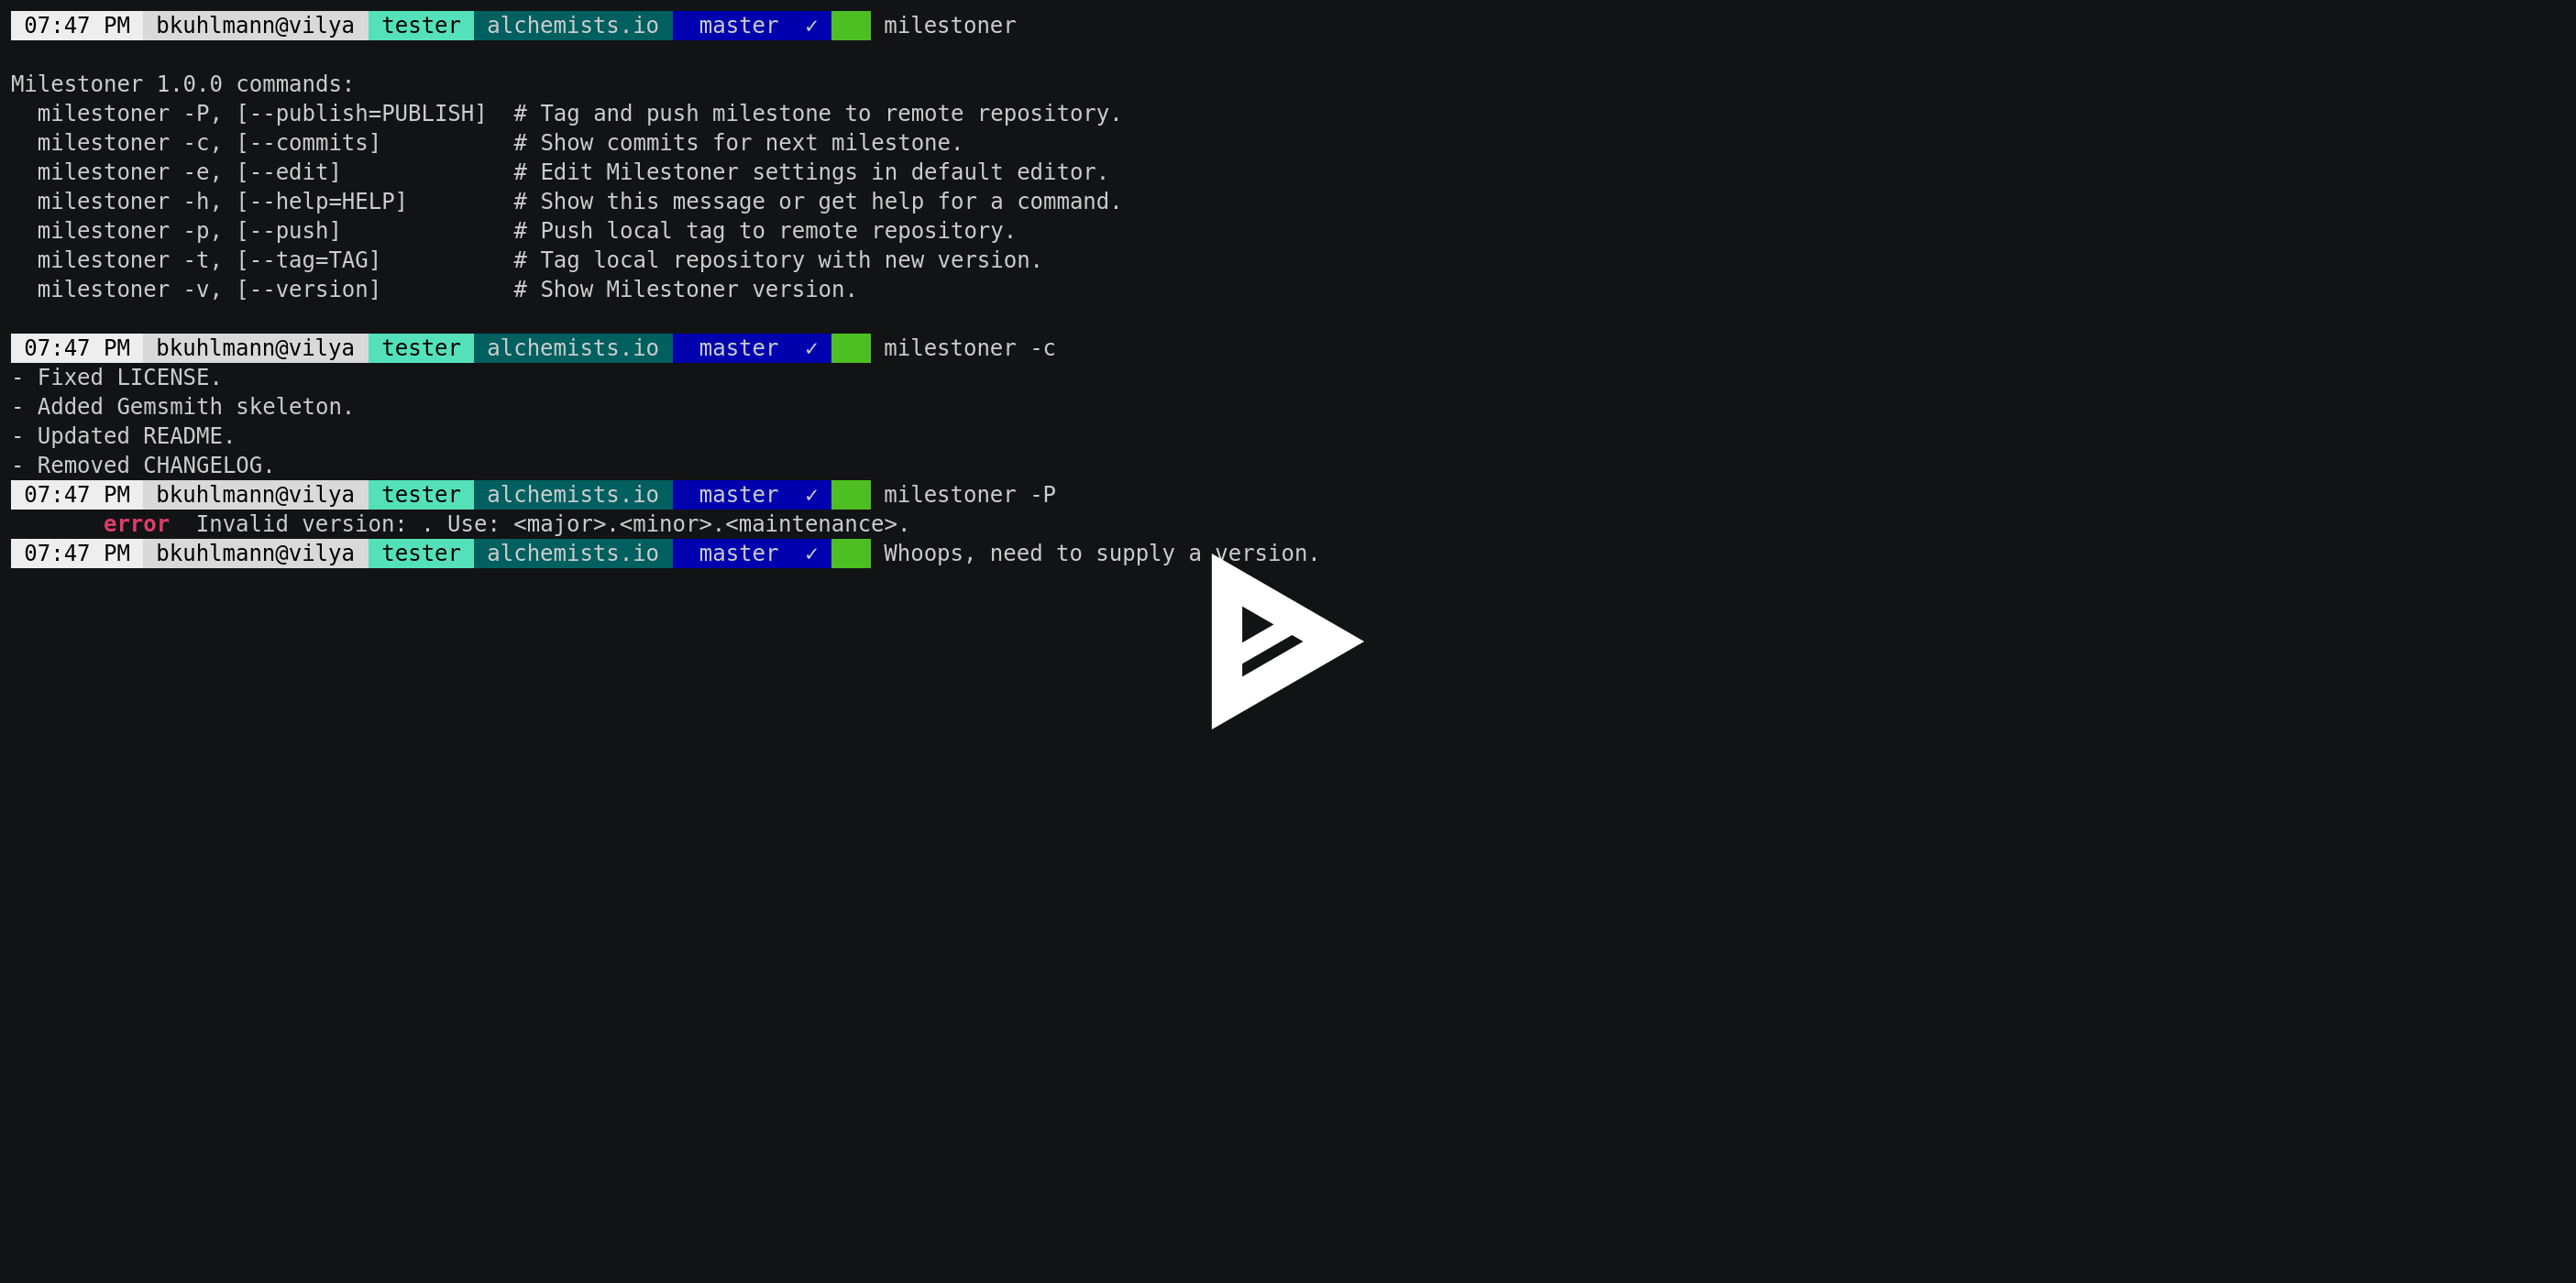 07:47 PM bkuhlmann@vilya tester alchemists.io master ✓ milestoner
Milestoner 1.0.0 commands:
milestoner -P, [--publish=PUBLISH] # Tag and push milestone to remote repository.
milestoner -c, [--commits] # Show commits for next milestone.
milestoner -e, [--edit] # Edit Milestoner settings in default editor.
milestoner -h, [--help=HELP] # Show this message or get help for a command.
milestoner -p, [--push] # Push local tag to remote repository.
milestoner -t, [--tag=TAG] # Tag local repository with new version.
milestoner -v, [--version] # Show Milestoner version.
07:47 PM bkuhlmann@vilya tester alchemists.io master ✓ milestoner -c
- Fixed LICENSE.
- Added Gemsmith skeleton.
- Updated README.
- Removed CHANGELOG.
07:47 PM bkuhlmann@vilya tester alchemists.io master ✓ milestoner -P
error Invalid version: . Use: <major>.<minor>.<maintenance>.
07:47 PM bkuhlmann@vilya tester alchemists.io master ✓ Whoops, need to supply a version.